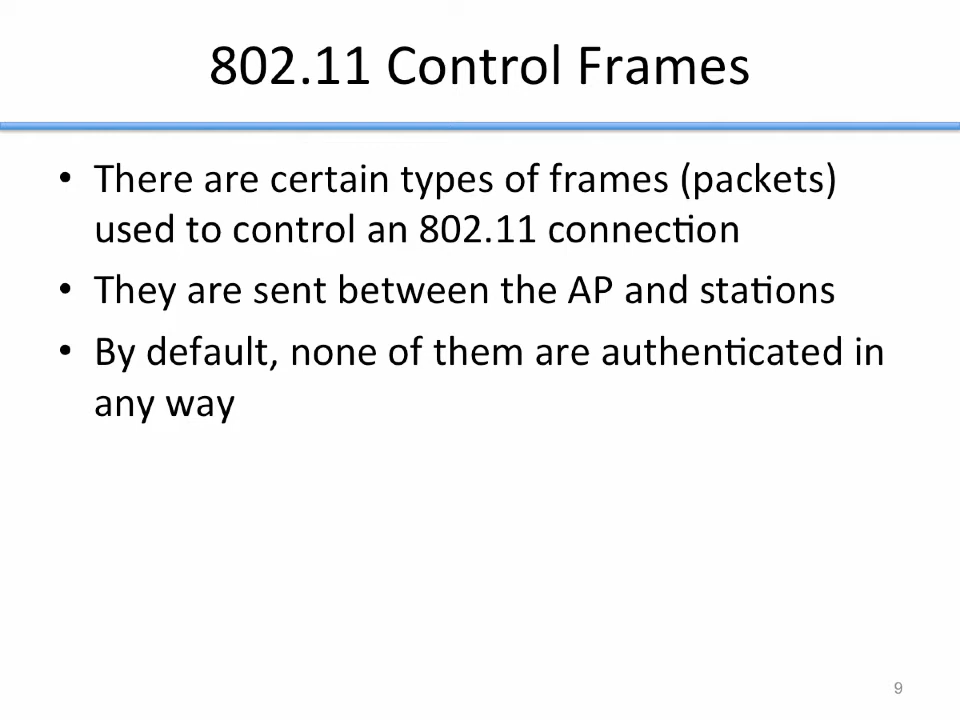 802.11 Control Frames
• There are certain types of frames (packets)
used to control an 802.11 connection
• They are sent between the AP and stations
• By default, none of them are authenticated in
any way
9